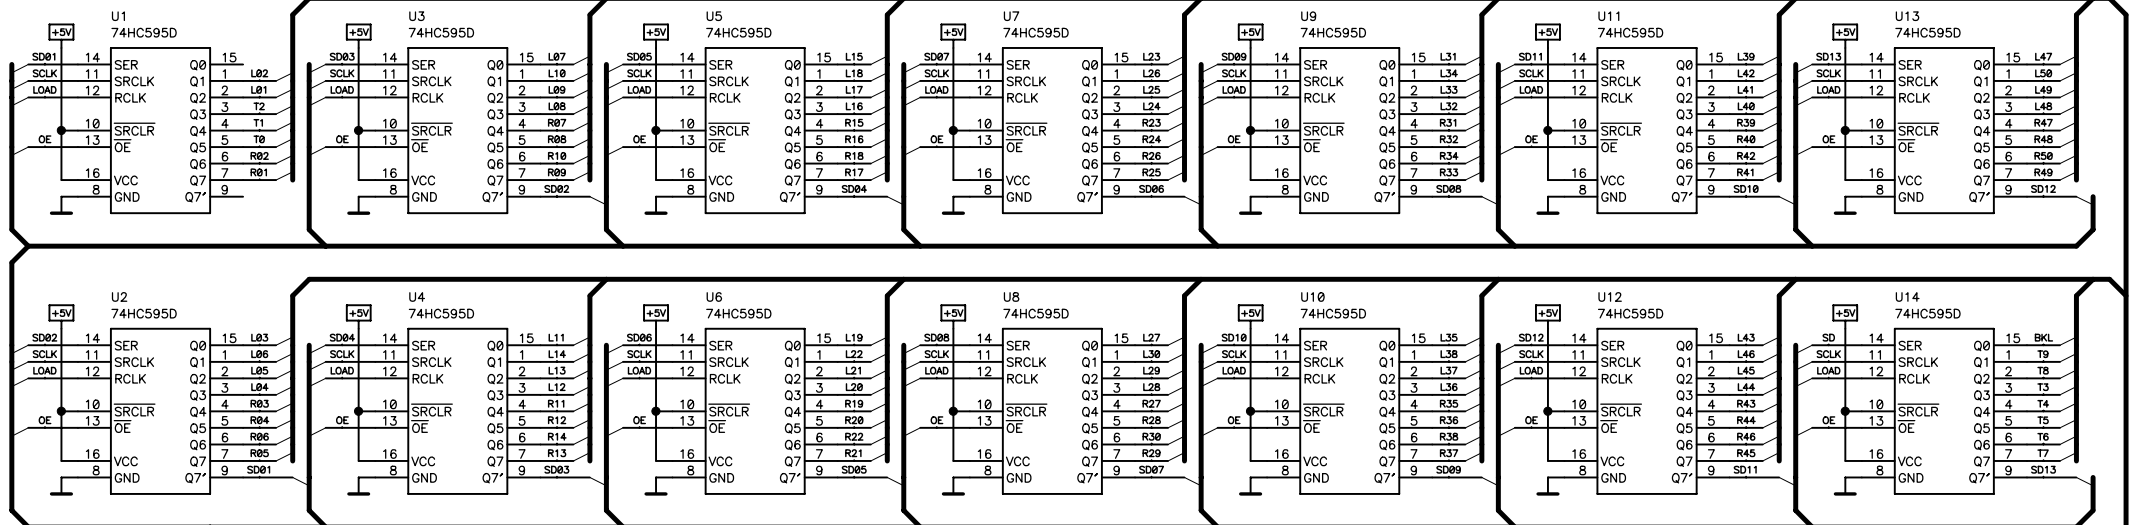 U1 U3 U5 U7 U9 U11 U13
74HC595D 74HC595D 74HC595D 74HC595D 74HC595D 74HC595D 74HC595D
+5V +5V +5V +5V +5V +5V +5V
SD01 14 SER Q0 15 SD03 14 SER Q0 15 L07 SD05 14 SER Q0 15 L15 SD07 14 SER Q0 15 L23 SD09 14 SER Q0 15 L31 SD11 14 SER Q0 15 L39 SD13 14 SER Q0 15 L47
SCLK 11 SRCLK Q1 1 L02 SCLK 11 SRCLK Q1 1 L10 SCLK 11 SRCLK Q1 1 L18 SCLK 11 SRCLK Q1 1 L26 SCLK 11 SRCLK Q1 1 L34 SCLK 11 SRCLK Q1 1 L42 SCLK 11 SRCLK Q1 1 L50
LOAD 12 RCLK Q2 2 L01 LOAD 12 RCLK Q2 2 L09 LOAD 12 RCLK Q2 2 L17 LOAD 12 RCLK Q2 2 L25 LOAD 12 RCLK Q2 2 L33 LOAD 12 RCLK Q2 2 L41 LOAD 12 RCLK Q2 2 L49
Q3 3 T2 Q3 3 L08 Q3 3 L16 Q3 3 L24 Q3 3 L32 Q3 3 L40 Q3 3 L48
10 SRCLR Q4 4 T1 10 SRCLR Q4 4 R07 10 SRCLR Q4 4 R15 10 SRCLR Q4 4 R23 10 SRCLR Q4 4 R31 10 SRCLR Q4 4 R39 10 SRCLR Q4 4 R47
OE 13 OE Q5 5 T0 OE 13 OE Q5 5 R08 OE 13 OE Q5 5 R16 OE 13 OE Q5 5 R24 OE 13 OE Q5 5 R32 OE 13 OE Q5 5 R40 OE 13 OE Q5 5 R48
Q6 6 R02 Q6 6 R10 Q6 6 R18 Q6 6 R26 Q6 6 R34 Q6 6 R42 Q6 6 R50
16 VCC Q7 7 R01 16 VCC Q7 7 R09 16 VCC Q7 7 R17 16 VCC Q7 7 R25 16 VCC Q7 7 R33 16 VCC Q7 7 R41 16 VCC Q7 7 R49
8 GND Q7' 9 8 GND Q7' 9 SD02 8 GND Q7' 9 SD04 8 GND Q7' 9 SD06 8 GND Q7' 9 SD08 8 GND Q7' 9 SD10 8 GND Q7' 9 SD12
U2 U4 U6 U8 U10 U12 U14
74HC595D 74HC595D 74HC595D 74HC595D 74HC595D 74HC595D 74HC595D
+5V +5V +5V +5V +5V +5V +5V
SD02 14 SER Q0 15 L03 SD04 14 SER Q0 15 L11 SD06 14 SER Q0 15 L19 SD08 14 SER Q0 15 L27 SD10 14 SER Q0 15 L35 SD12 14 SER Q0 15 L43 SD 14 SER Q0 15 BKL
SCLK 11 SRCLK Q1 1 L06 SCLK 11 SRCLK Q1 1 L14 SCLK 11 SRCLK Q1 1 L22 SCLK 11 SRCLK Q1 1 L30 SCLK 11 SRCLK Q1 1 L38 SCLK 11 SRCLK Q1 1 L46 SCLK 11 SRCLK Q1 1 T9
LOAD 12 RCLK Q2 2 L05 LOAD 12 RCLK Q2 2 L13 LOAD 12 RCLK Q2 2 L21 LOAD 12 RCLK Q2 2 L29 LOAD 12 RCLK Q2 2 L37 LOAD 12 RCLK Q2 2 L45 LOAD 12 RCLK Q2 2 T8
Q3 3 L04 Q3 3 L12 Q3 3 L20 Q3 3 L28 Q3 3 L36 Q3 3 L44 Q3 3 T3
10 SRCLR Q4 4 R03 10 SRCLR Q4 4 R11 10 SRCLR Q4 4 R19 10 SRCLR Q4 4 R27 10 SRCLR Q4 4 R35 10 SRCLR Q4 4 R43 10 SRCLR Q4 4 T4
OE 13 OE Q5 5 R04 OE 13 OE Q5 5 R12 OE 13 OE Q5 5 R20 OE 13 OE Q5 5 R28 OE 13 OE Q5 5 R36 OE 13 OE Q5 5 R44 OE 13 OE Q5 5 T5
Q6 6 R06 Q6 6 R14 Q6 6 R22 Q6 6 R30 Q6 6 R38 Q6 6 R46 Q6 6 T6
16 VCC Q7 7 R05 16 VCC Q7 7 R13 16 VCC Q7 7 R21 16 VCC Q7 7 R29 16 VCC Q7 7 R37 16 VCC Q7 7 R45 16 VCC Q7 7 T7
8 GND Q7' 9 SD01 8 GND Q7' 9 SD03 8 GND Q7' 9 SD05 8 GND Q7' 9 SD07 8 GND Q7' 9 SD09 8 GND Q7' 9 SD11 8 GND Q7' 9 SD13